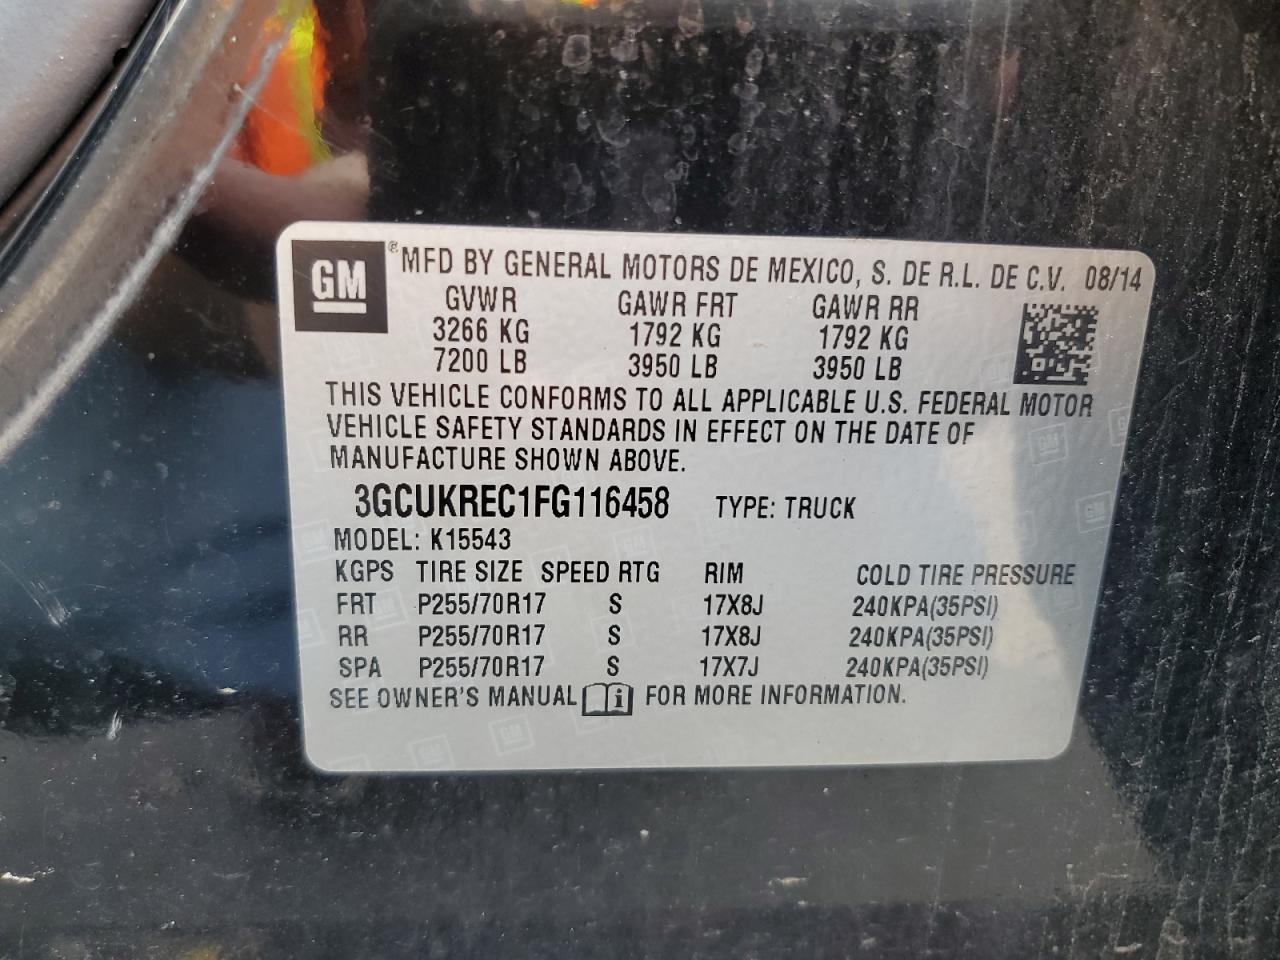 GM ® MFD BY GENERAL MOTORS DE MEXICO, S. DE R.L. DE C.V. 08/14
GVWR GAWR FRT GAWR RR
3266 KG 1792 KG 1792 KG
7200 LB 3950 LB 3950 LB
THIS VEHICLE CONFORMS TO ALL APPLICABLE U.S. FEDERAL MOTOR
VEHICLE SAFETY STANDARDS IN EFFECT ON THE DATE OF
MANUFACTURE SHOWN ABOVE.
3GCUKREC1FG116458 TYPE: TRUCK
MODEL: K15543
KGPS TIRE SIZE SPEED RTG RIM COLD TIRE PRESSURE
FRT P255/70R17 S 17X8J 240KPA(35PSI)
RR P255/70R17 S 17X8J 240KPA(35PSI)
SPA P255/70R17 S 17X7J 240KPA(35PSI)
SEE OWNER'S MANUAL i FOR MORE INFORMATION.